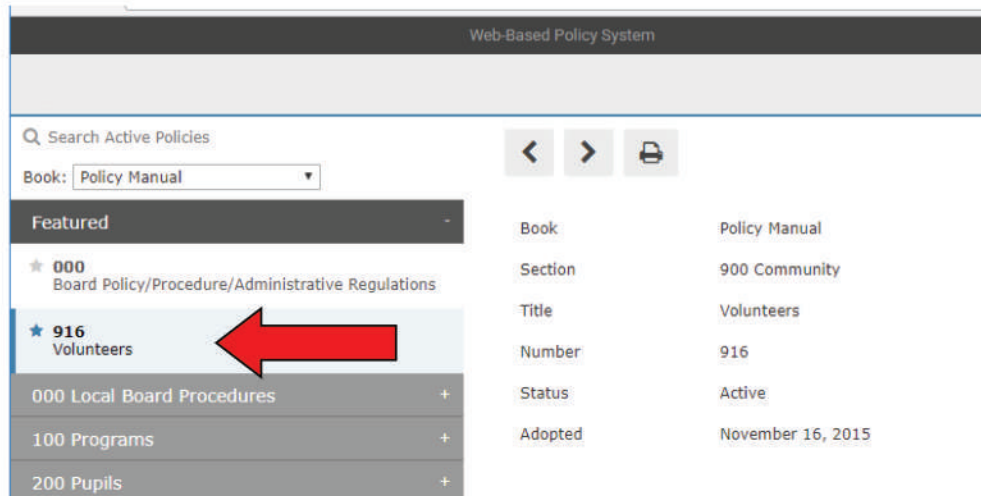 Web-Based Policy System
Search Active Policies
Book: Policy Manual
Featured -
000
Board Policy/Procedure/Administrative Regulations
916
Volunteers
000 Local Board Procedures +
100 Programs +
200 Pupils +
Book Policy Manual
Section 900 Community
Title Volunteers
Number 916
Status Active
Adopted November 16, 2015